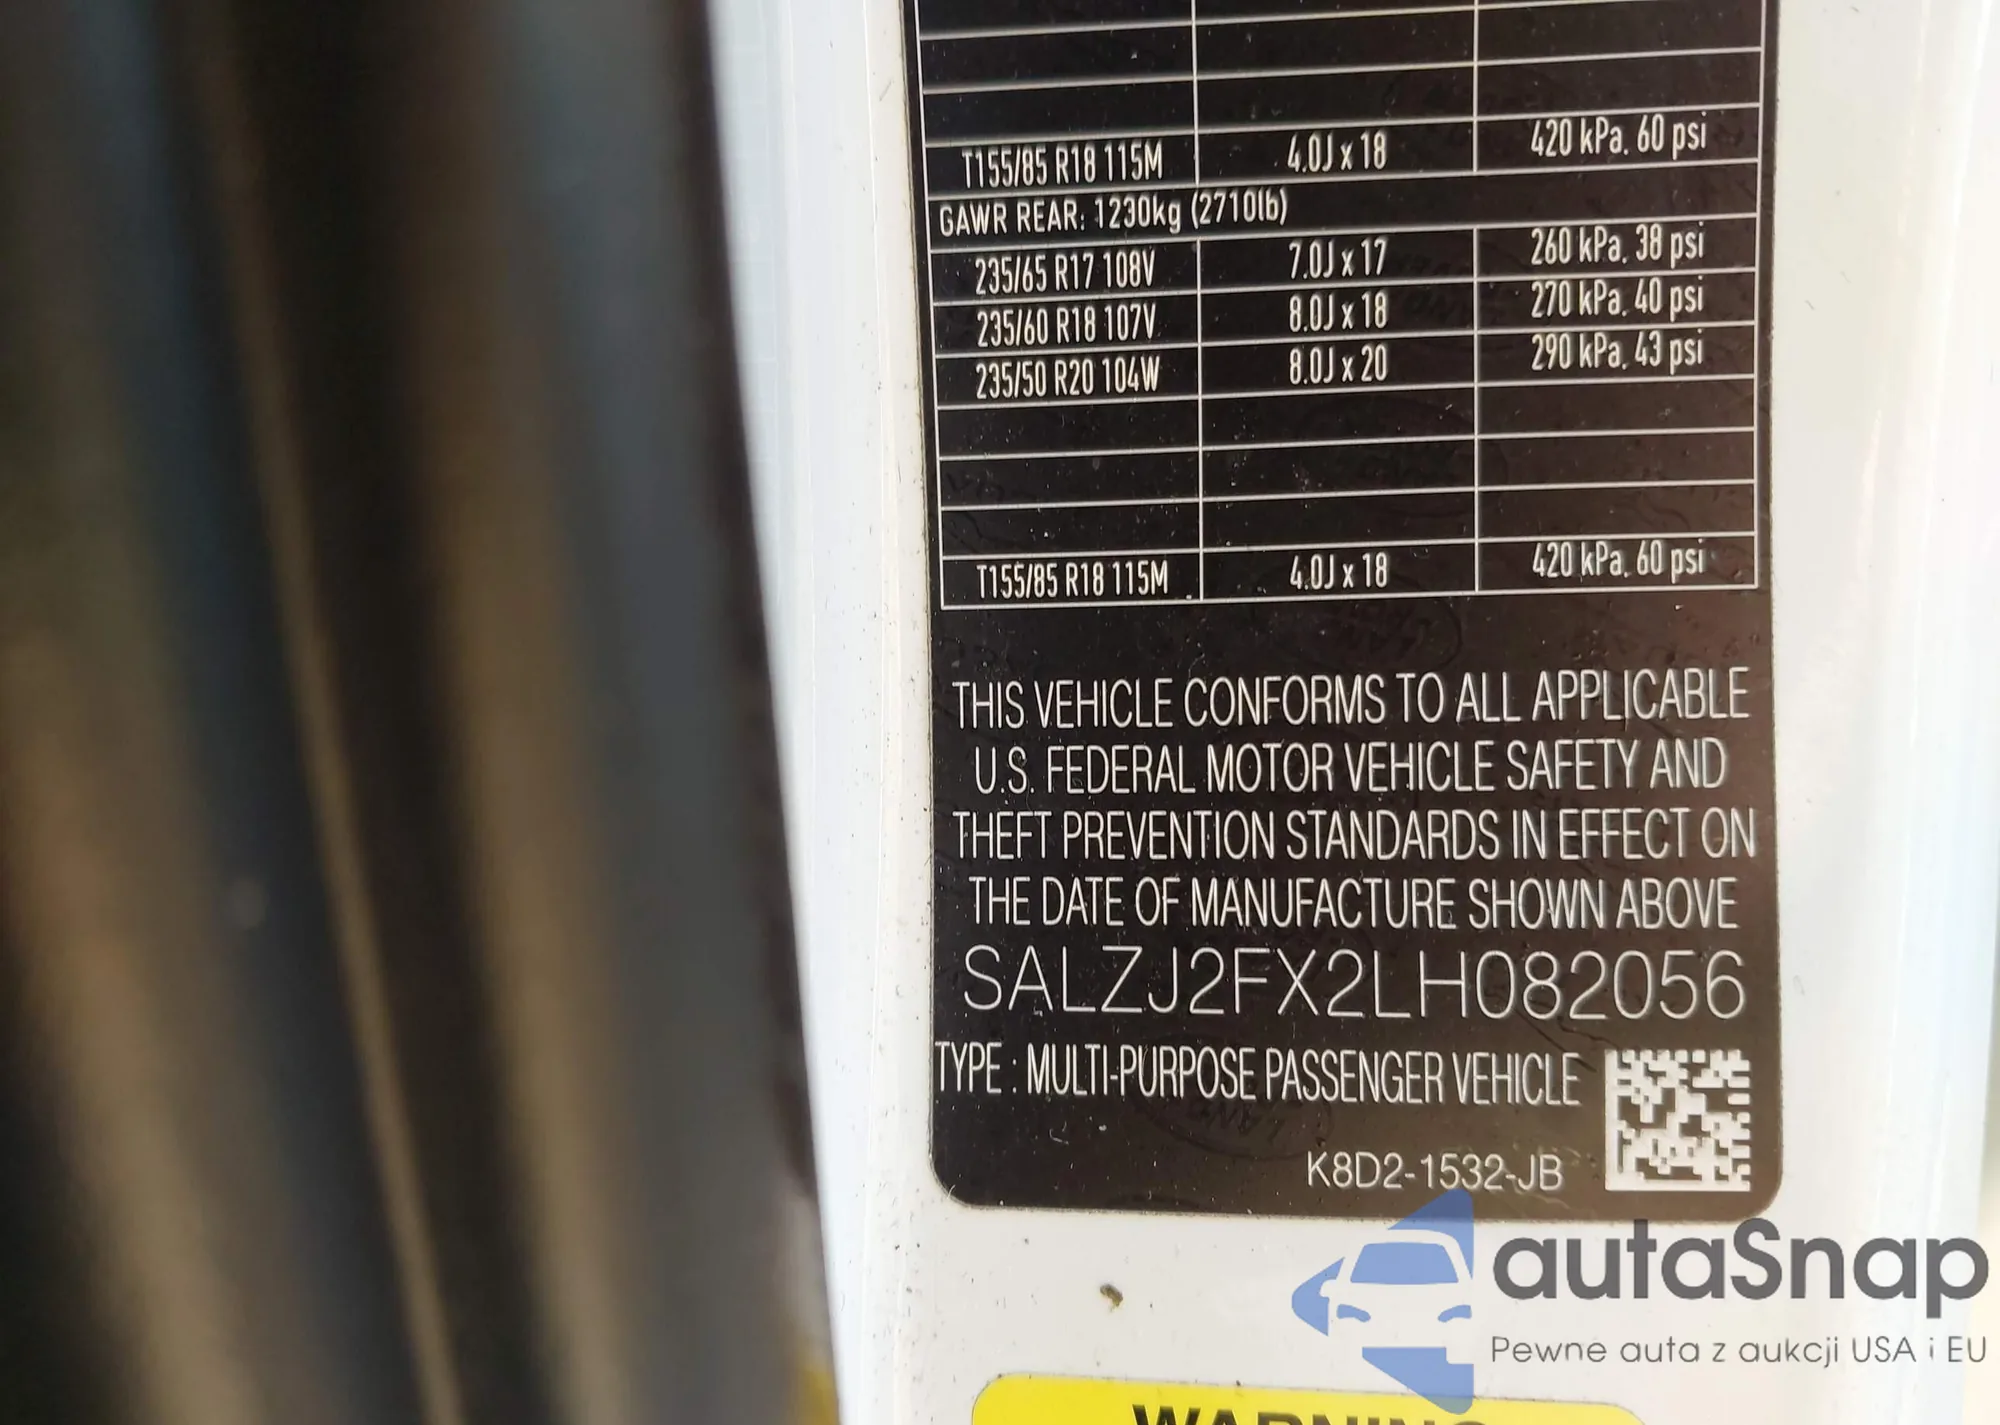 T155/85 R18 115M 4.0J x 18 420 kPa. 60 psi
GAWR REAR: 1230kg (2710lb)
235/65 R17 108V 7.0J x 17 260 kPa. 38 psi
235/60 R18 107V 8.0J x 18 270 kPa. 40 psi
235/50 R20 104W 8.0J x 20 290 kPa. 43 psi
T155/85 R18 115M 4.0J x 18 420 kPa. 60 psi
THIS VEHICLE CONFORMS TO ALL APPLICABLE
U.S. FEDERAL MOTOR VEHICLE SAFETY AND
THEFT PREVENTION STANDARDS IN EFFECT ON
THE DATE OF MANUFACTURE SHOWN ABOVE
SALZJ2FX2LH082056
TYPE : MULTI-PURPOSE PASSENGER VEHICLE
K8D2-1532-JB
autaSnap
Pewne auta z aukcji USA i EU
WARNING